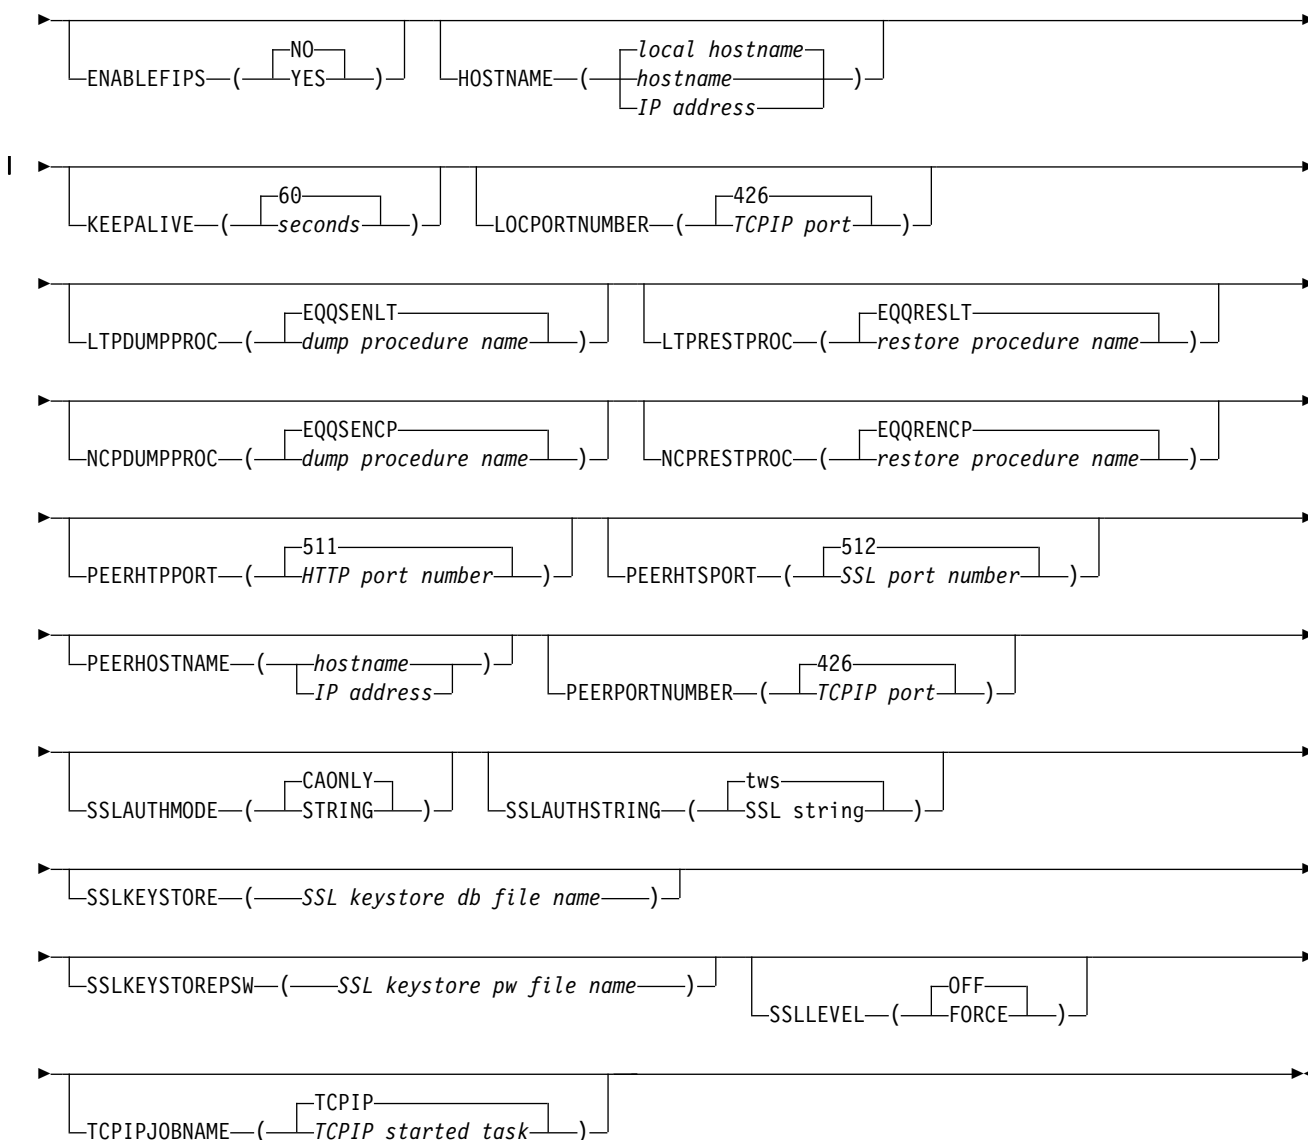 NO
ENABLEFIPS ( YES )
local hostname
HOSTNAME ( hostname )
IP address
60
KEEPALIVE ( seconds )
426
LOCPORTNUMBER ( TCPIP port )
EQQSENLT
LTPDUMPPROC ( dump procedure name )
EQQRESLT
LTPRESTPROC ( restore procedure name )
EQQSENCP
NCPDUMPPROC ( dump procedure name )
EQQRENCP
NCPRESTPROC ( restore procedure name )
511
PEERHTPPORT ( HTTP port number )
512
PEERHTSPORT ( SSL port number )
PEERHOSTNAME ( hostname )
IP address
426
PEERPORTNUMBER ( TCPIP port )
CAONLY
SSLAUTHMODE ( STRING )
tws
SSLAUTHSTRING ( SSL string )
SSLKEYSTORE ( SSL keystore db file name )
SSLKEYSTOREPSW ( SSL keystore pw file name )
OFF
SSLLEVEL ( FORCE )
TCPIP
TCPIPJOBNAME ( TCPIP started task )